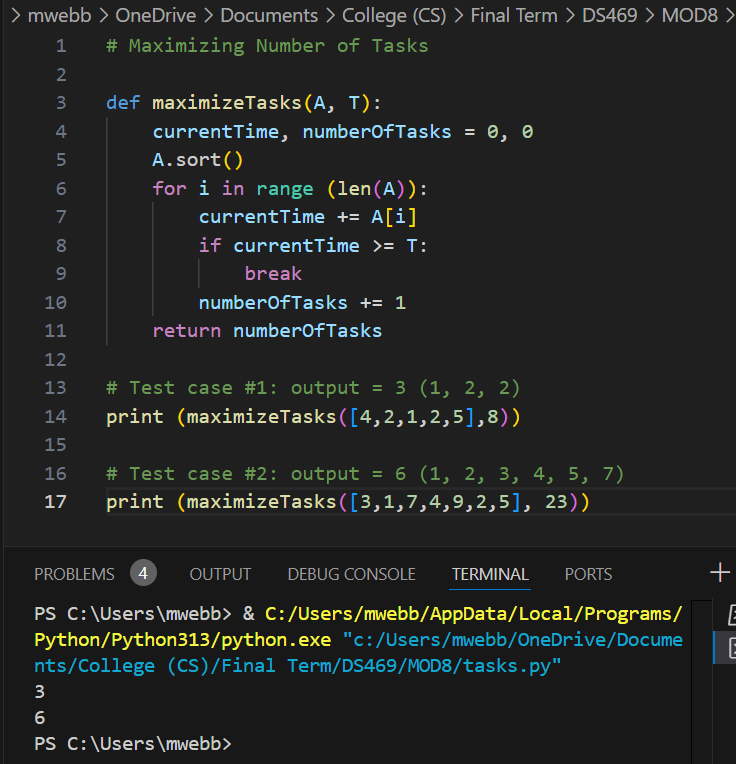 > mwebb > OneDrive > Documents > College (CS) > Final Term > DS469 > MOD8 >
1 # Maximizing Number of Tasks
2
3 def maximizeTasks(A, T):
4     currentTime, numberOfTasks = 0, 0
5     A.sort()
6     for i in range (len(A)):
7         currentTime += A[i]
8         if currentTime >= T:
9             break
10         numberOfTasks += 1
11     return numberOfTasks
12
13 # Test case #1: output = 3 (1, 2, 2)
14 print (maximizeTasks([4,2,1,2,5],8))
15
16 # Test case #2: output = 6 (1, 2, 3, 4, 5, 7)
17 print (maximizeTasks([3,1,7,4,9,2,5], 23))
PROBLEMS 4 OUTPUT DEBUG CONSOLE TERMINAL PORTS +
PS C:\Users\mwebb> & C:/Users/mwebb/AppData/Local/Programs/
Python/Python313/python.exe "c:/Users/mwebb/OneDrive/Docume
nts/College (CS)/Final Term/DS469/MOD8/tasks.py"
3
6
PS C:\Users\mwebb>